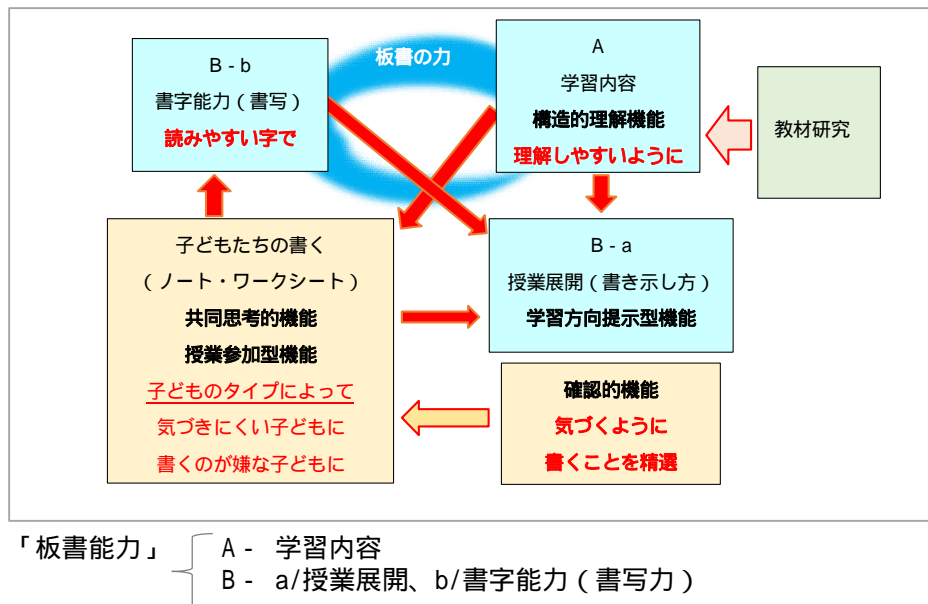 板書の力
B - b
書字能力（書写）
読みやすい字で
A
学習内容
構造的理解機能
理解しやすいように
教材研究
子どもたちの書く
（ノート・ワークシート）
共同思考的機能
授業参加型機能
子どものタイプによって
気づきにくい子どもに
書くのが嫌な子どもに
B - a
授業展開（書き示し方）
学習方向提示型機能
確認的機能
気づくように
書くことを精選
「板書能力」
A - 学習内容
B - a/授業展開、b/書字能力（書写力）